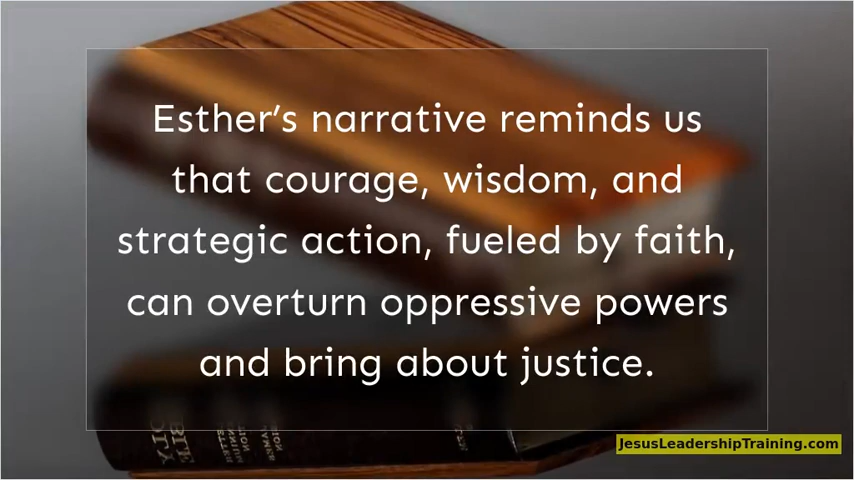 Esther’s narrative reminds us
that courage, wisdom, and
strategic action, fueled by faith,
can overturn oppressive powers
and bring about justice.
JesusLeadershipTraining.com